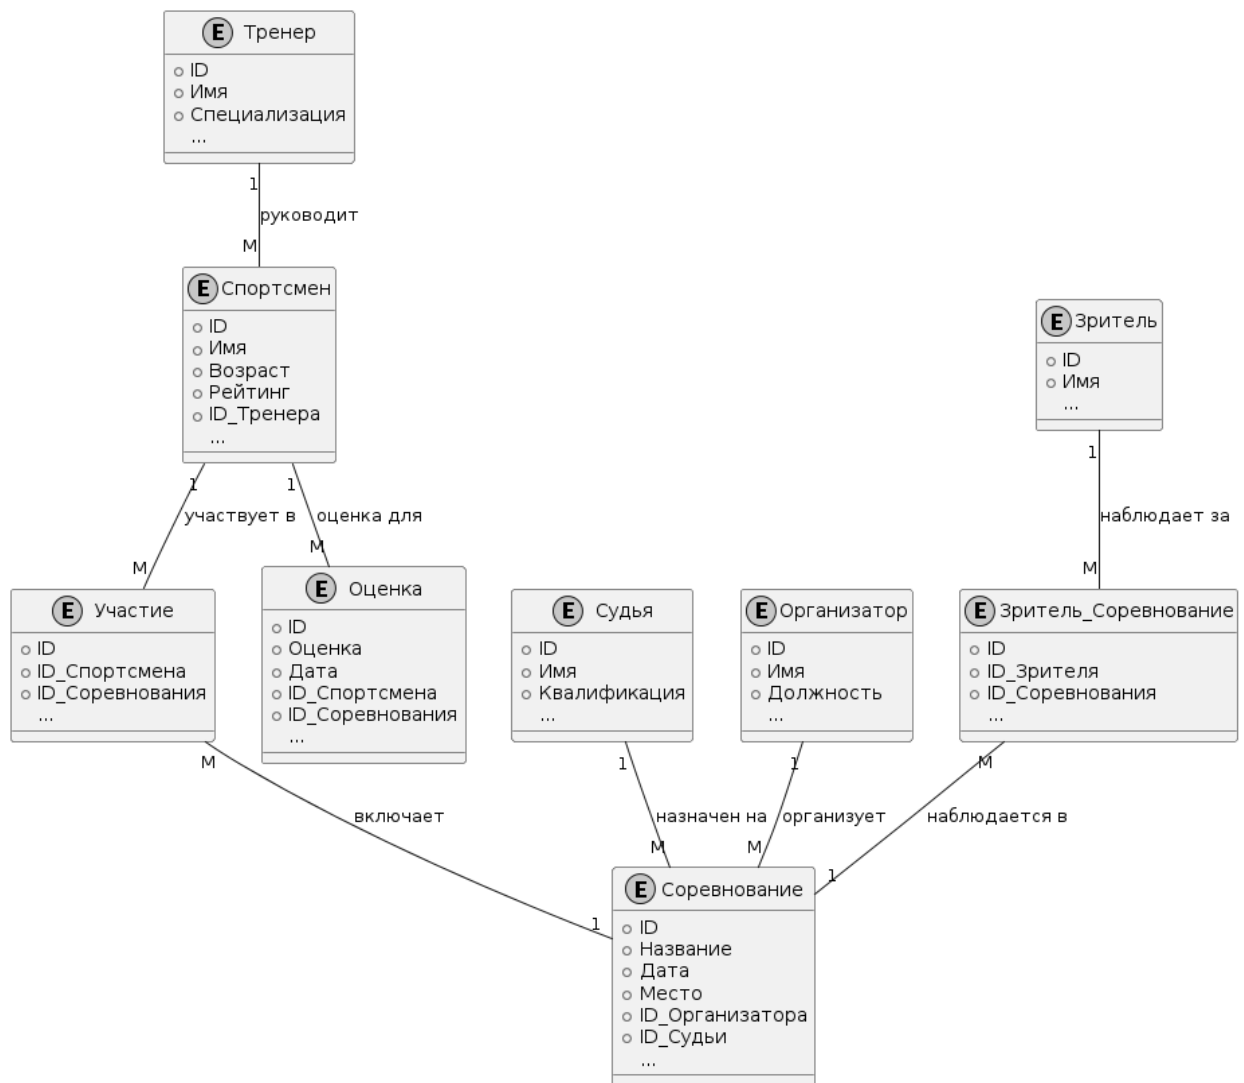 E Тренер
ID
Имя
Специализация
...
1
руководит
M
E Спортсмен
ID
Имя
Возраст
Рейтинг
ID_Тренера
...
E Зритель
ID
Имя
...
1
1
1
участвует в
оценка для
наблюдает за
M
M
M
E Участие
ID
ID_Спортсмена
ID_Соревнования
...
E Оценка
ID
Оценка
Дата
ID_Спортсмена
ID_Соревнования
...
E Судья
ID
Имя
Квалификация
...
E Организатор
ID
Имя
Должность
...
E Зритель_Соревнование
ID
ID_Зрителя
ID_Соревнования
...
M
1
1
M
включает
назначен на
организует
наблюдается в
M
M
1
1
E Соревнование
ID
Название
Дата
Место
ID_Организатора
ID_Судьи
...